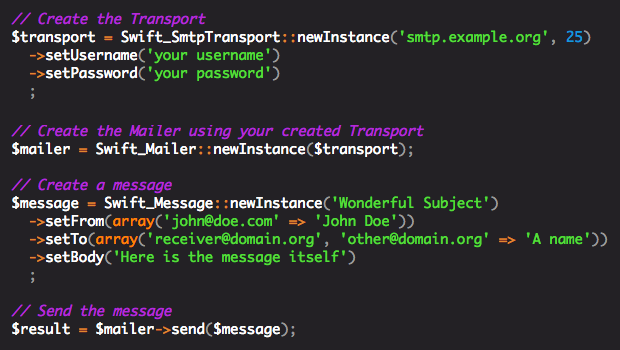 // Create the Transport
$transport = Swift_SmtpTransport::newInstance('smtp.example.org', 25)
  ->setUsername('your username')
  ->setPassword('your password')
  ;

// Create the Mailer using your created Transport
$mailer = Swift_Mailer::newInstance($transport);

// Create a message
$message = Swift_Message::newInstance('Wonderful Subject')
  ->setFrom(array('john@doe.com' => 'John Doe'))
  ->setTo(array('receiver@domain.org', 'other@domain.org' => 'A name'))
  ->setBody('Here is the message itself')
  ;

// Send the message
$result = $mailer->send($message);